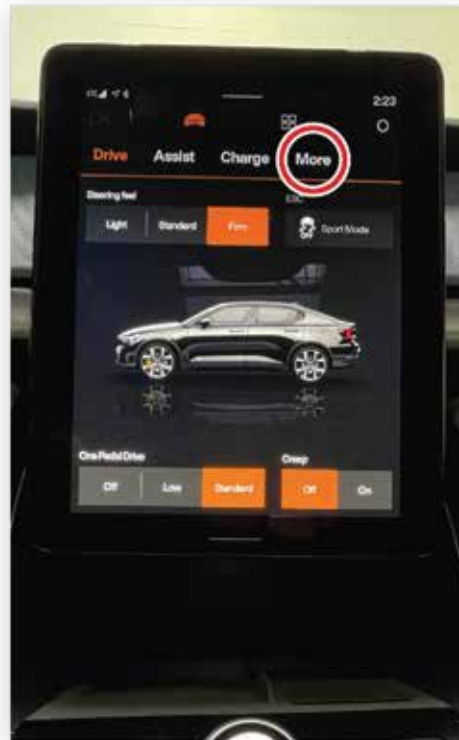 2:23
Drive Assist Charge More
Steering feel
ESC
Light Standard Firm
Sport Mode
One Pedal Drive
Creep
Off Low Standard
Off On